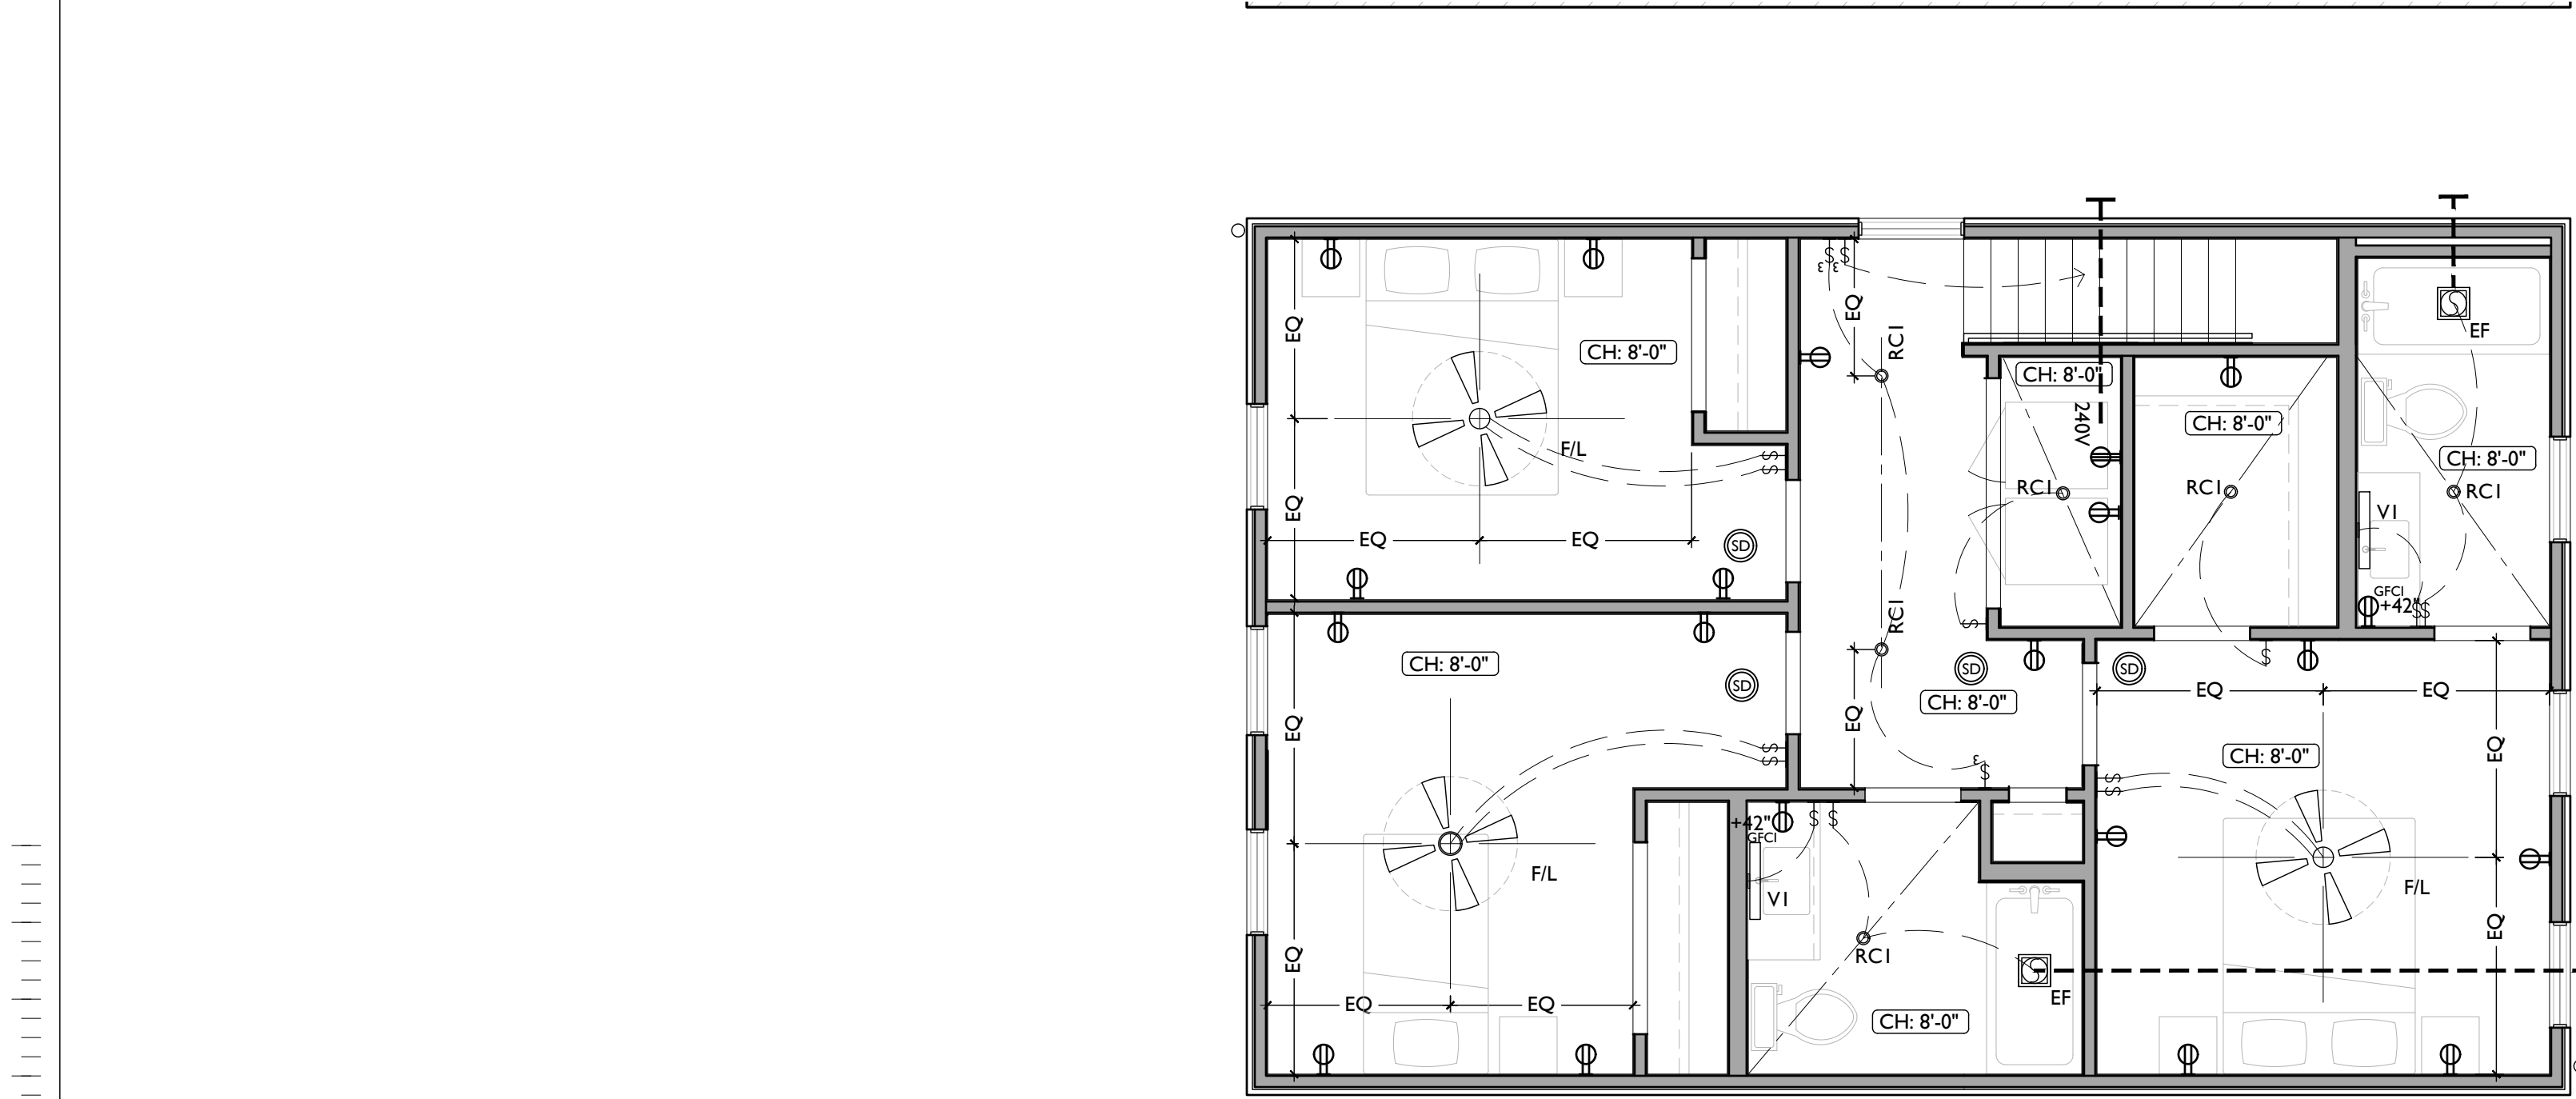 $ $
3 3
EQ
EQ
RC1
EF
CH: 8'-0"
CH: 8'-0"
240V
CH: 8'-0"
F/L
$
$
CH: 8'-0"
EQ
RC1
RC1
RC1
V1
EQ
EQ
SD
GFCI
+42"
$$
RC1
$
CH: 8'-0"
SD
SD
SD
$
CH: 8'-0"
EQ
EQ
EQ
EQ
$
$
3
$
CH: 8'-0"
EQ
$
$
+42"
GFCI
$ $
F/L
V1
F/L
EQ
RC1
EQ
EQ
EQ
EF
CH: 8'-0"